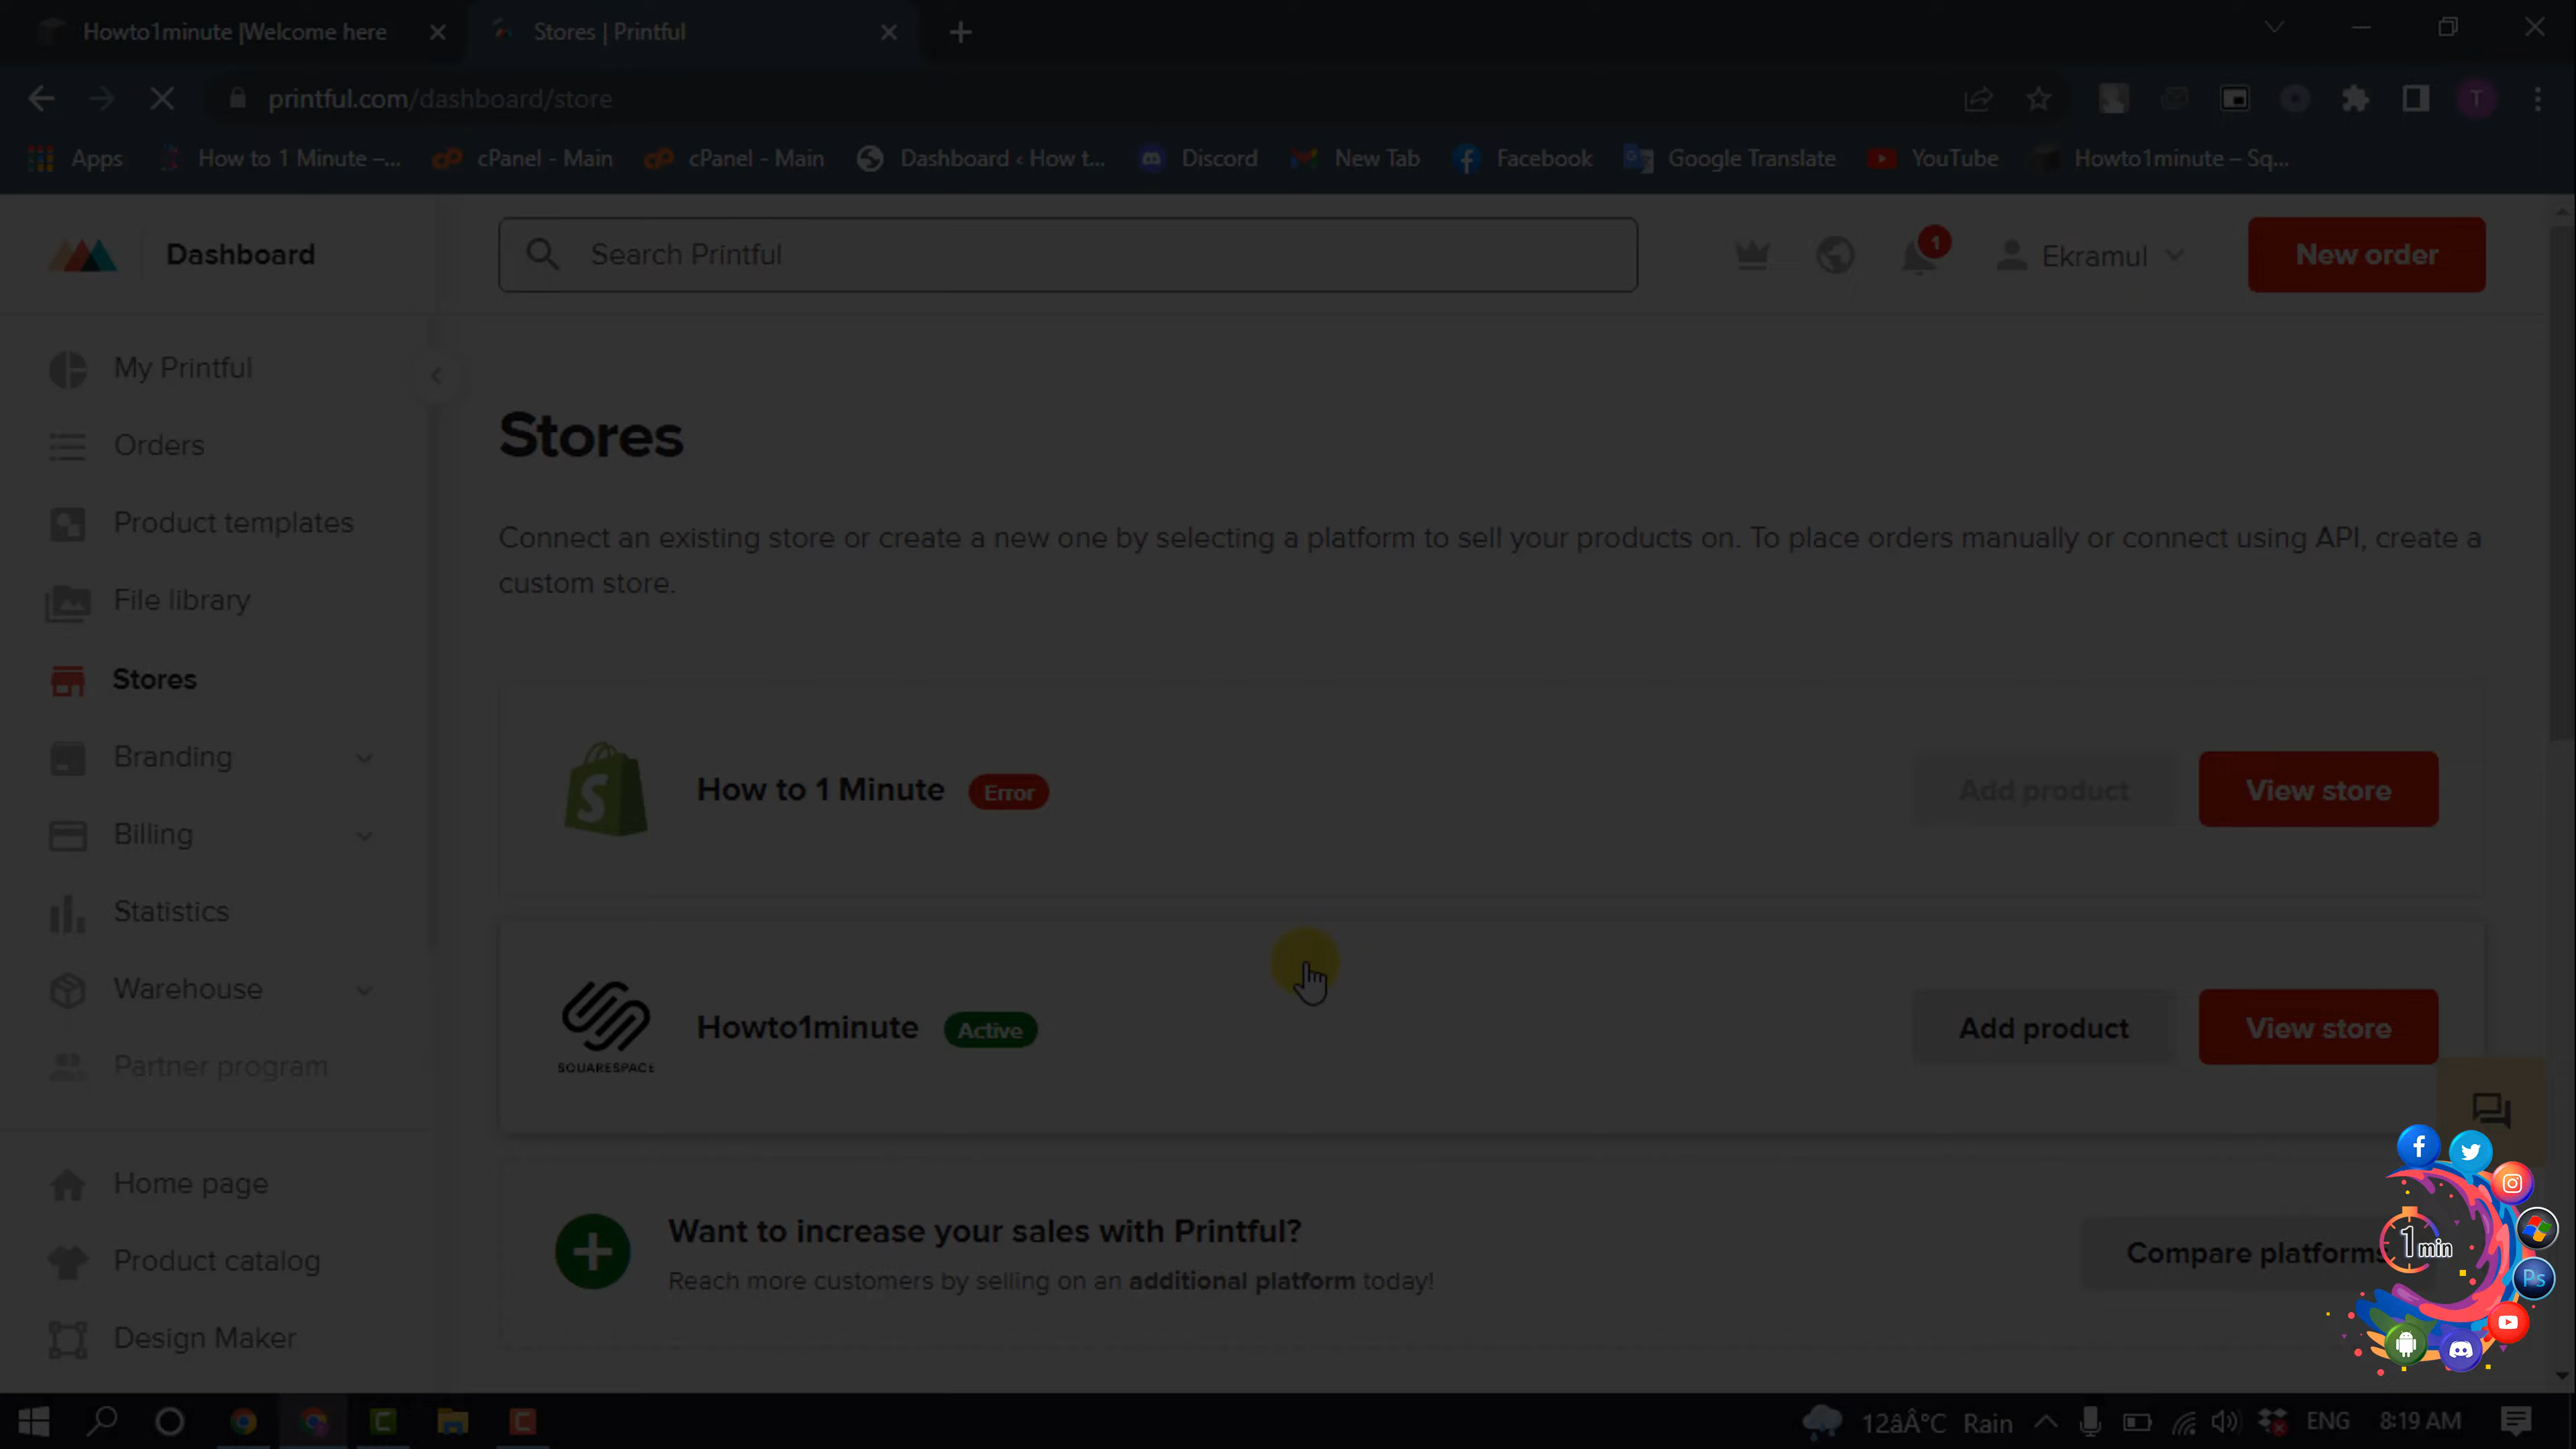 Howto1minute |Welcome here
Stores | Printful
printful.com/dashboard/store
T
Apps
How to 1 Minute –...
cPanel - Main
cPanel - Main
Dashboard ‹ How t...
Discord
New Tab
Facebook
Google Translate
YouTube
Howto1minute – Sq...
Dashboard
Search Printful
1
Ekramul
New order
My Printful
Orders
Product templates
File library
Stores
Branding
Billing
Statistics
Warehouse
Partner program
Home page
Product catalog
Design Maker
Stores
Connect an existing store or create a new one by selecting a platform to sell your products on. To place orders manually or connect using API, create a
custom store.
How to 1 Minute
Error
Add product
View store
SQUARESPACE
Howto1minute
Active
Add product
View store
Want to increase your sales with Printful?
Reach more customers by selling on an additional platform today!
Compare platforms
1 min
Ps
12âÂ°C Rain
ENG
8:19 AM